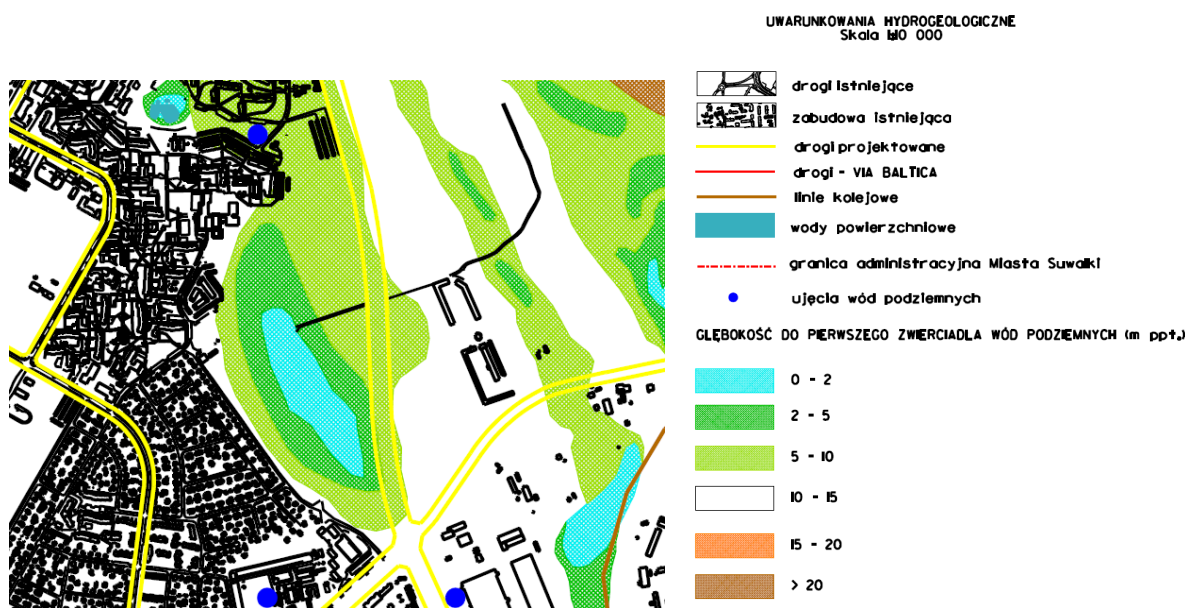 UWARUNKOWANIA HYDROGEOLOGICZNE
Skala 1:10 000
drogi istniejące
zabudowa istniejąca
drogi projektowane
drogi - VIA BALTICA
linie kolejowe
wody powierzchniowe
granica administracyjna Miasta Suwałki
ujęcia wód podziemnych
GŁĘBOKOŚĆ DO PIERWSZEGO ZWIERCIADŁA WÓD PODZIEMNYCH (m ppt.)
0 - 2
2 - 5
5 - 10
10 - 15
15 - 20
> 20